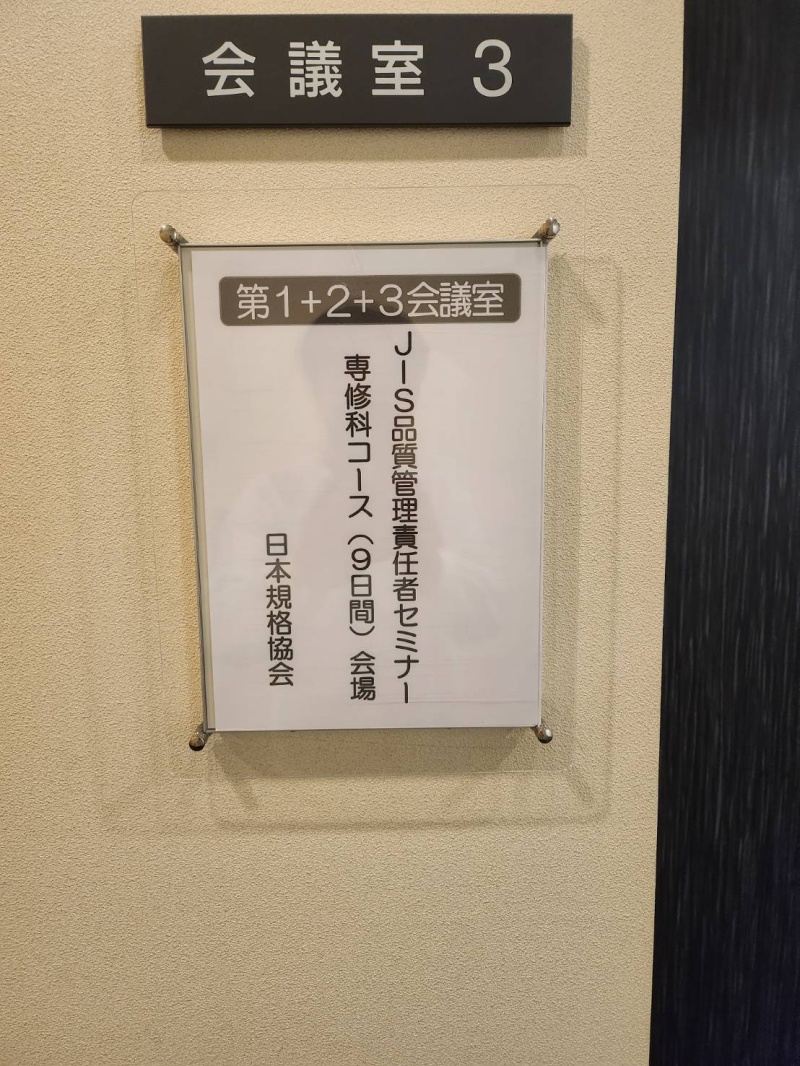 会議室 3
第1+2+3会議室
JIS品質管理責任者セミナー
専修科コース（9日間）会場
日本規格協会